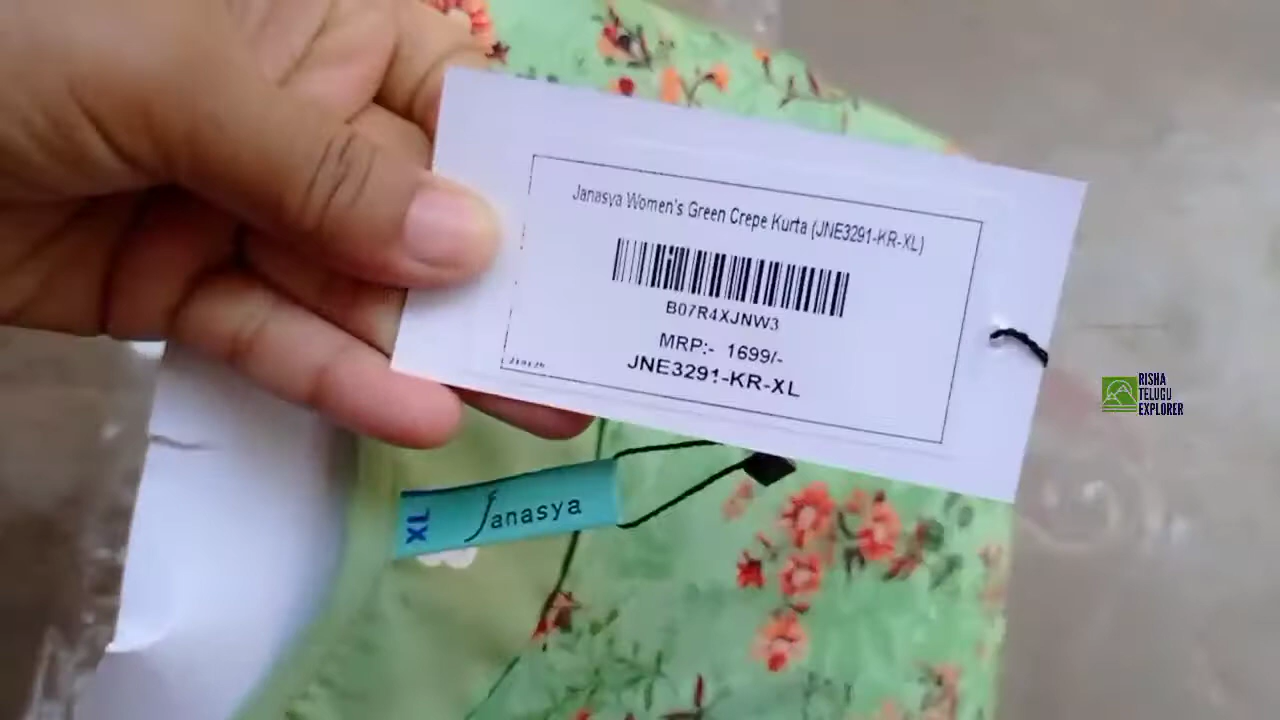 Janasya Women's Green Crepe Kurta (JNE3291-KR-XL)
B07R4XJNW3
MRP:- 1699/-
JNE3291-KR-XL
XL
Janasya
RISHA
TELUGU
EXPLORER